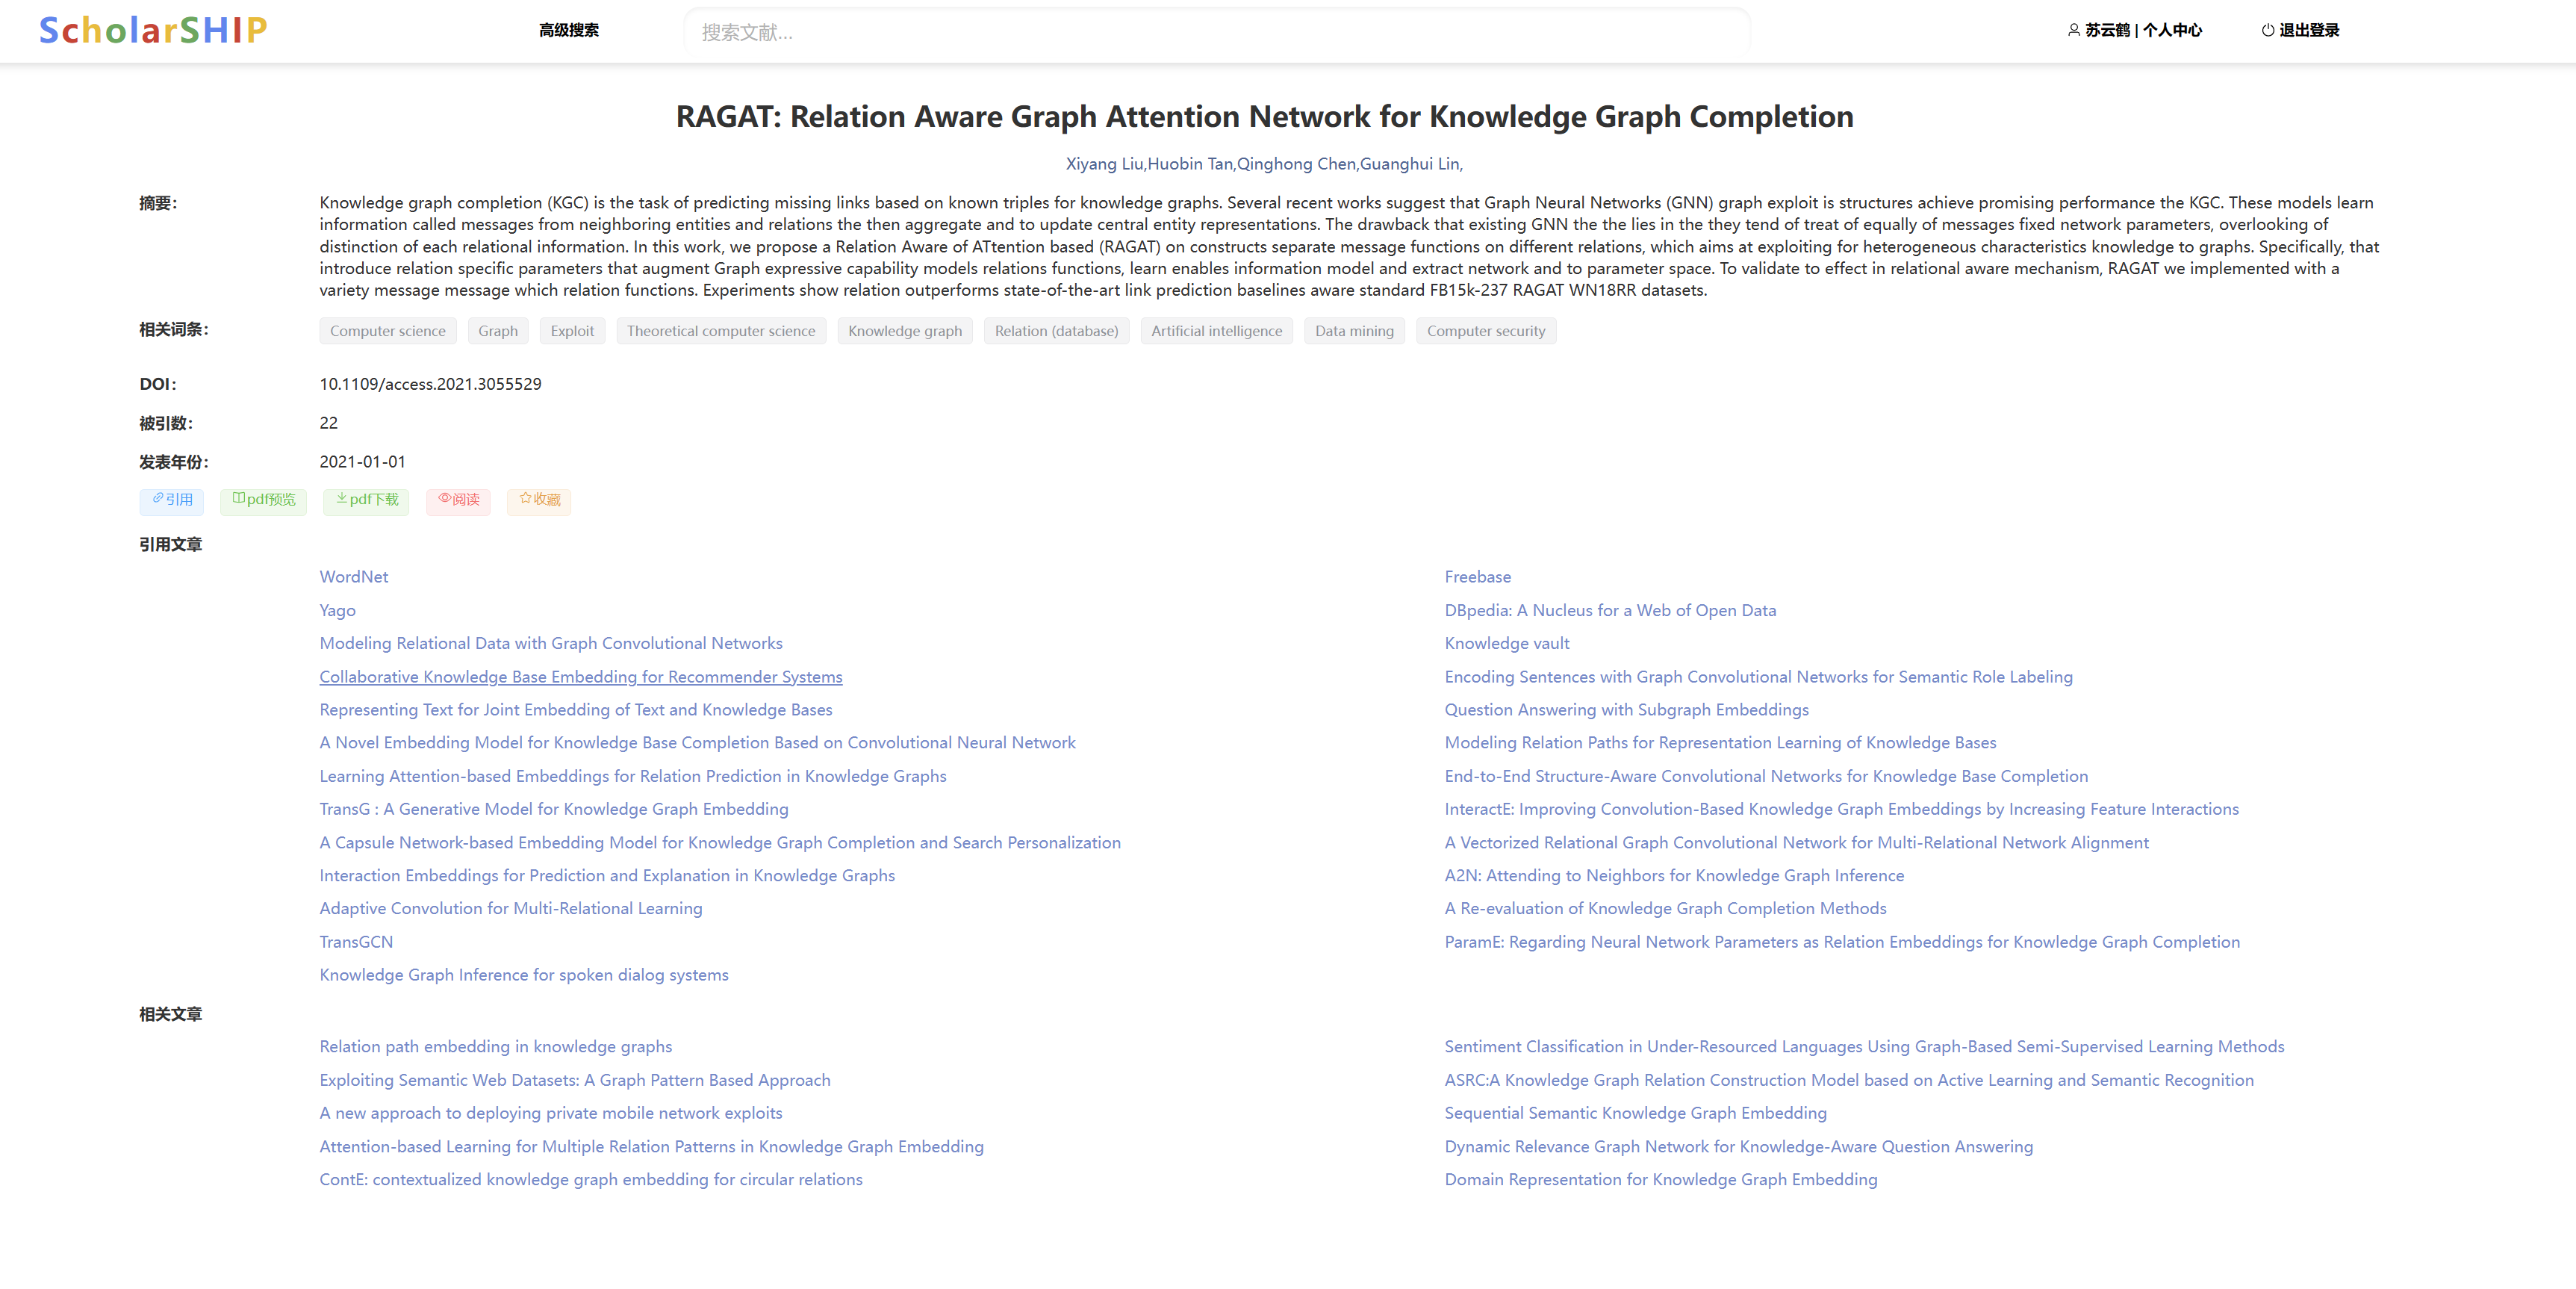 ScholarSHIP
高级搜索
搜索文献...
苏云鹤 | 个人中心
退出登录
RAGAT: Relation Aware Graph Attention Network for Knowledge Graph Completion
Xiyang Liu,Huobin Tan,Qinghong Chen,Guanghui Lin,
摘要:
Knowledge graph completion (KGC) is the task of predicting missing links based on known triples for knowledge graphs. Several recent works suggest that Graph Neural Networks (GNN) graph exploit is structures achieve promising performance the KGC. These models learn
information called messages from neighboring entities and relations the then aggregate and to update central entity representations. The drawback that existing GNN the the lies in the they tend of treat of equally of messages fixed network parameters, overlooking of
distinction of each relational information. In this work, we propose a Relation Aware of ATtention based (RAGAT) on constructs separate message functions on different relations, which aims at exploiting for heterogeneous characteristics knowledge to graphs. Specifically, that
introduce relation specific parameters that augment Graph expressive capability models relations functions, learn enables information model and extract network and to parameter space. To validate to effect in relational aware mechanism, RAGAT we implemented with a
variety message message which relation functions. Experiments show relation outperforms state-of-the-art link prediction baselines aware standard FB15k-237 RAGAT WN18RR datasets.
相关词条:
Computer science Graph Exploit Theoretical computer science Knowledge graph Relation (database) Artificial intelligence Data mining Computer security
DOI: 10.1109/access.2021.3055529
被引数: 22
发表年份: 2021-01-01
引用 pdf预览 pdf下载 阅读 收藏
引用文章
WordNet
Freebase
Yago
DBpedia: A Nucleus for a Web of Open Data
Modeling Relational Data with Graph Convolutional Networks
Knowledge vault
Collaborative Knowledge Base Embedding for Recommender Systems
Encoding Sentences with Graph Convolutional Networks for Semantic Role Labeling
Representing Text for Joint Embedding of Text and Knowledge Bases
Question Answering with Subgraph Embeddings
A Novel Embedding Model for Knowledge Base Completion Based on Convolutional Neural Network
Modeling Relation Paths for Representation Learning of Knowledge Bases
Learning Attention-based Embeddings for Relation Prediction in Knowledge Graphs
End-to-End Structure-Aware Convolutional Networks for Knowledge Base Completion
TransG : A Generative Model for Knowledge Graph Embedding
InteractE: Improving Convolution-Based Knowledge Graph Embeddings by Increasing Feature Interactions
A Capsule Network-based Embedding Model for Knowledge Graph Completion and Search Personalization
A Vectorized Relational Graph Convolutional Network for Multi-Relational Network Alignment
Interaction Embeddings for Prediction and Explanation in Knowledge Graphs
A2N: Attending to Neighbors for Knowledge Graph Inference
Adaptive Convolution for Multi-Relational Learning
A Re-evaluation of Knowledge Graph Completion Methods
TransGCN
ParamE: Regarding Neural Network Parameters as Relation Embeddings for Knowledge Graph Completion
Knowledge Graph Inference for spoken dialog systems
相关文章
Relation path embedding in knowledge graphs
Sentiment Classification in Under-Resourced Languages Using Graph-Based Semi-Supervised Learning Methods
Exploiting Semantic Web Datasets: A Graph Pattern Based Approach
ASRC:A Knowledge Graph Relation Construction Model based on Active Learning and Semantic Recognition
A new approach to deploying private mobile network exploits
Sequential Semantic Knowledge Graph Embedding
Attention-based Learning for Multiple Relation Patterns in Knowledge Graph Embedding
Dynamic Relevance Graph Network for Knowledge-Aware Question Answering
ContE: contextualized knowledge graph embedding for circular relations
Domain Representation for Knowledge Graph Embedding